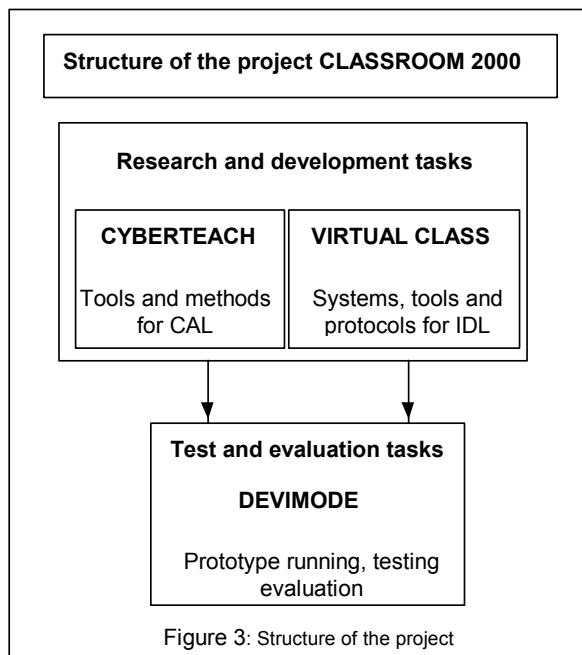 Structure of the project CLASSROOM 2000
Research and development tasks
CYBERTEACH
Tools and methods
for CAL
VIRTUAL CLASS
Systems, tools and
protocols for IDL
Test and evaluation tasks
DEVIMODE
Prototype running, testing
evaluation
Figure 3: Structure of the project